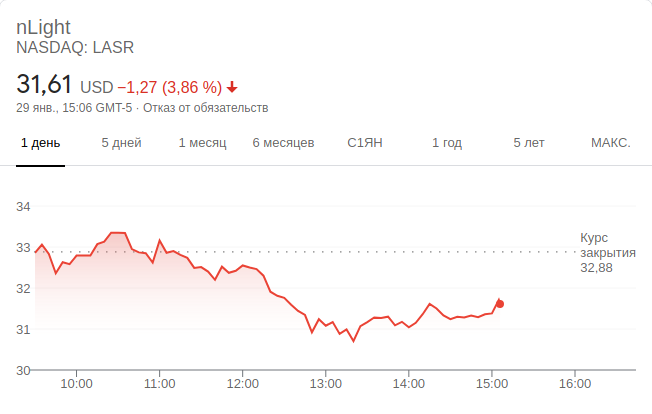 nLight
NASDAQ: LASR
31,61 USD −1,27 (3,86 %)
29 янв., 15:06 GMT-5 · Отказ от обязательств
1 день 5 дней 1 месяц 6 месяцев С1ЯН 1 год 5 лет МАКС.
34
33
32
31
30
Курс
закрытия
32,88
10:00 11:00 12:00 13:00 14:00 15:00 16:00